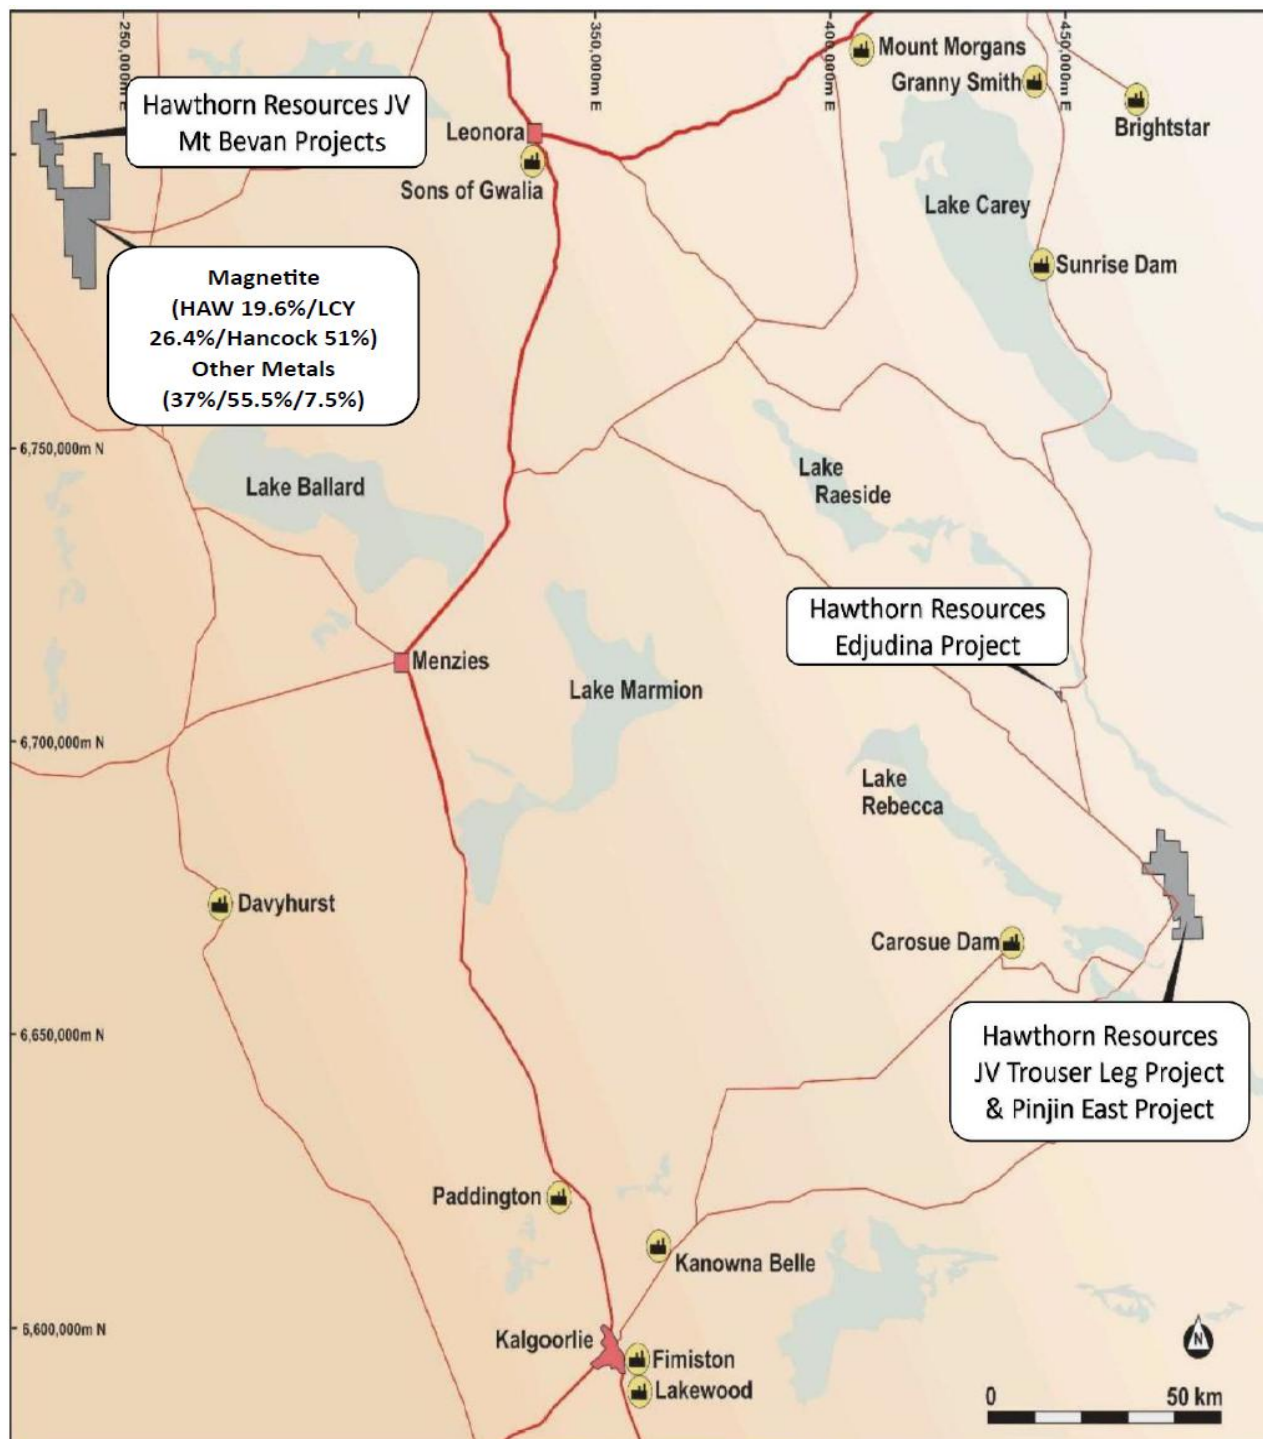 250,000m E
350,000m E
400,000m E
450,000m E
Mount Morgans
Granny Smith
Brightstar
Hawthorn Resources JV
Mt Bevan Projects
Leonora
Sons of Gwalia
Lake Carey
Sunrise Dam
Magnetite
(HAW 19.6%/LCY
26.4%/Hancock 51%)
Other Metals
(37%/55.5%/7.5%)
6,750,000m N
Lake Ballard
Lake
Raeside
Hawthorn Resources
Edjudina Project
Menzies
Lake Marmion
6,700,000m N
Lake
Rebecca
Davyhurst
Carosue Dam
6,650,000m N
Hawthorn Resources
JV Trouser Leg Project
& Pinjin East Project
Paddington
Kanowna Belle
6,600,000m N
Kalgoorlie
Fimiston
Lakewood
N
0
50 km